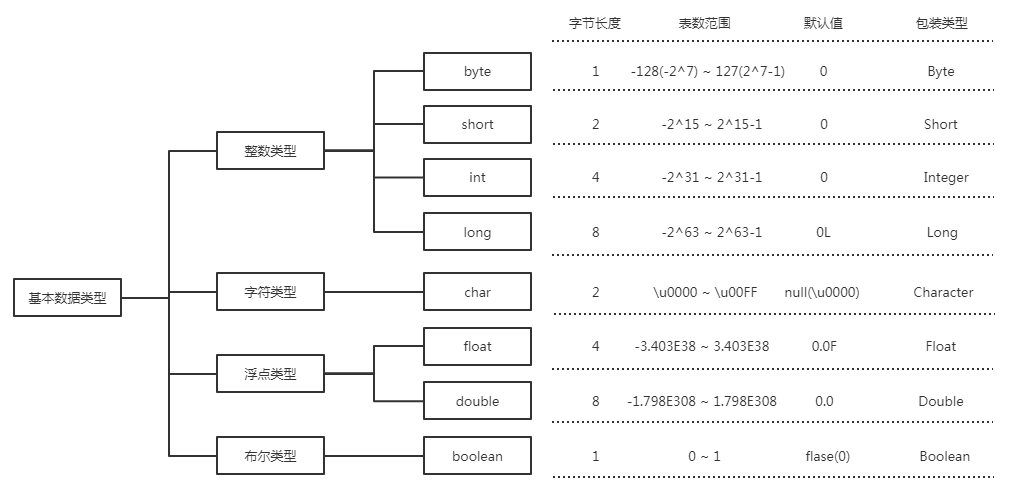 字节长度 表数范围 默认值 包装类型
byte 1 -128(-2^7) ~ 127(2^7-1) 0 Byte
short 2 -2^15 ~ 2^15-1 0 Short
整数类型
int 4 -2^31 ~ 2^31-1 0 Integer
long 8 -2^63 ~ 2^63-1 0L Long
基本数据类型
字符类型 char 2 \u0000 ~ \u00FF null(\u0000) Character
float 4 -3.403E38 ~ 3.403E38 0.0F Float
浮点类型
double 8 -1.798E308 ~ 1.798E308 0.0 Double
布尔类型 boolean 1 0 ~ 1 flase(0) Boolean